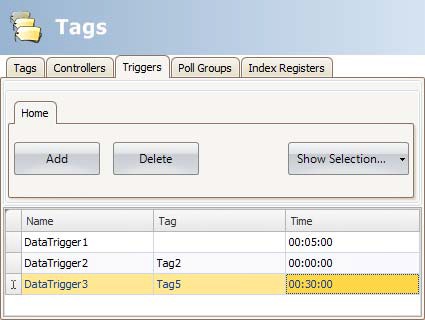 Tags
Tags Controllers Triggers Poll Groups Index Registers
Home
Add Delete Show Selection...
Name Tag Time
DataTrigger1 00:05:00
DataTrigger2 Tag2 00:00:00
DataTrigger3 Tag5 00:30:00